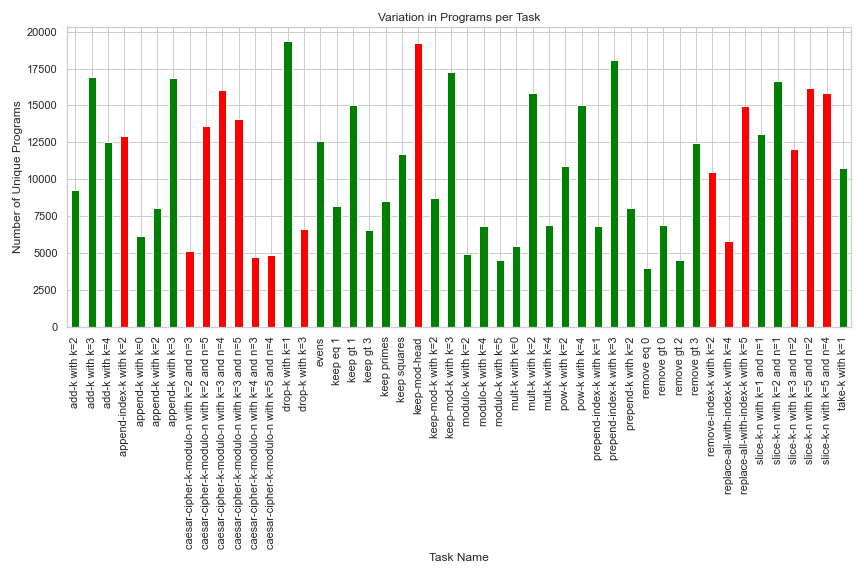 Variation in Programs per Task
Number of Unique Programs
20000
17500
15000
12500
10000
7500
5000
2500
0
add-k with k=2
add-k with k=3
add-k with k=4
append-index-k with k=2
append-k with k=0
append-k with k=2
append-k with k=3
caesar-cipher-k-modulo-n with k=2 and n=3
caesar-cipher-k-modulo-n with k=2 and n=5
caesar-cipher-k-modulo-n with k=3 and n=4
caesar-cipher-k-modulo-n with k=3 and n=5
caesar-cipher-k-modulo-n with k=4 and n=3
caesar-cipher-k-modulo-n with k=5 and n=4
drop-k with k=1
drop-k with k=3
evens
keep eq 1
keep gt 1
keep gt 3
keep primes
keep squares
keep-mod-head
keep-mod-k with k=2
keep-mod-k with k=3
modulo-k with k=2
modulo-k with k=4
modulo-k with k=5
mult-k with k=0
mult-k with k=2
mult-k with k=4
pow-k with k=2
pow-k with k=4
prepend-index-k with k=1
prepend-index-k with k=3
prepend-k with k=2
remove eq 0
remove gt 0
remove gt 2
remove gt 3
remove-index-k with k=2
replace-all-with-index-k with k=4
replace-all-with-index-k with k=5
slice-k-n with k=1 and n=1
slice-k-n with k=2 and n=1
slice-k-n with k=3 and n=2
slice-k-n with k=5 and n=2
slice-k-n with k=5 and n=4
take-k with k=1
Task Name